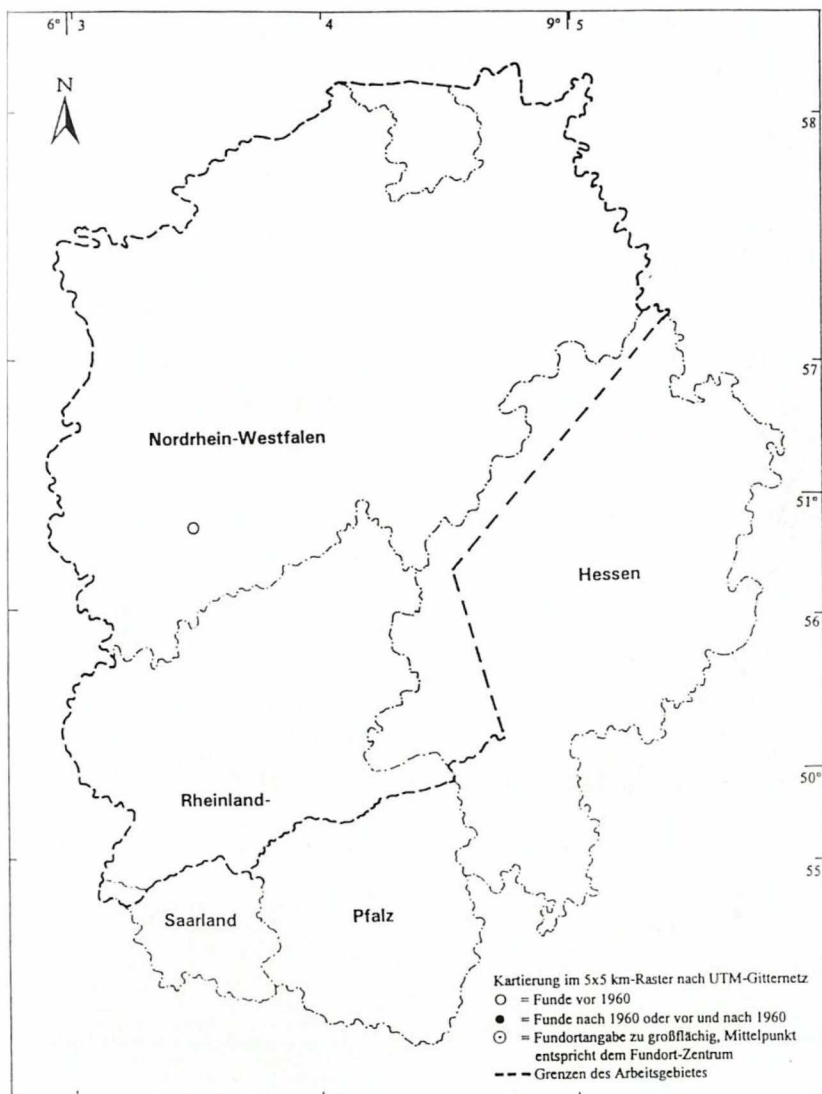 6° 3 4 9° 5
N
58
57
Nordrhein-Westfalen
51°
Hessen
56
50°
Rheinland-
55
Saarland
Pfalz
Kartierung im 5x5 km-Raster nach UTM-Gitternetz
○ = Funde vor 1960
● = Funde nach 1960 oder vor und nach 1960
⊙ = Fundortangabe zu großflächig, Mittelpunkt
entspricht dem Fundort-Zentrum
--- Grenzen des Arbeitsgebietes